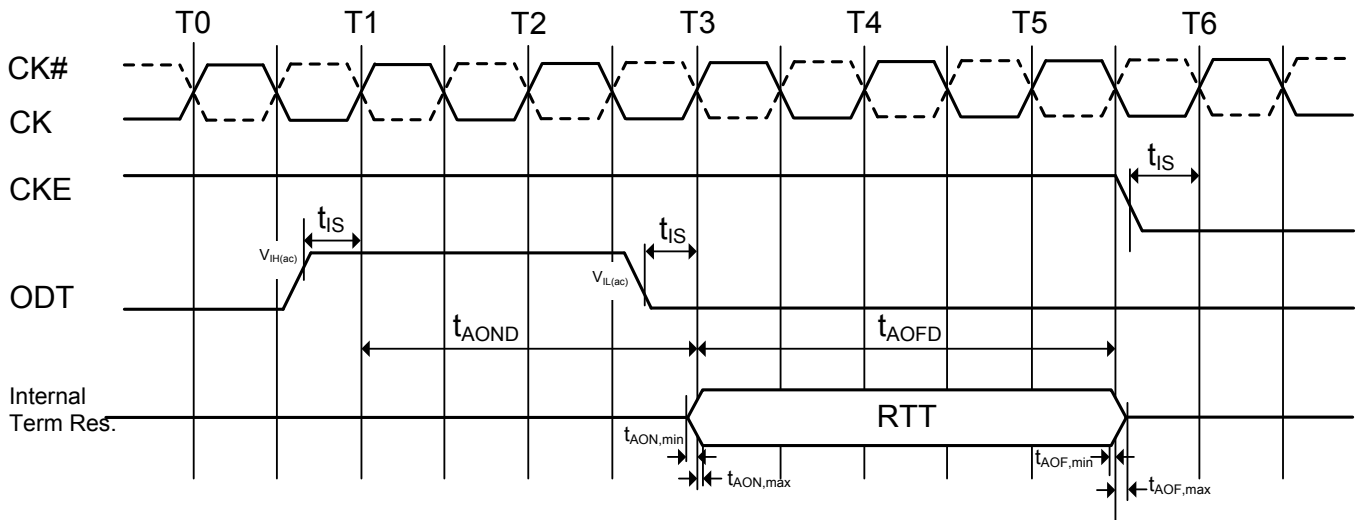 T0 T1 T2 T3 T4 T5 T6
CK#
CK
CKE
tIS
tIS
tIS
VIH(ac)
VIL(ac)
ODT
tAOND
tAOFD
Internal
Term Res.
RTT
tAON,min
tAOF,min
tAON,max
tAOF,max